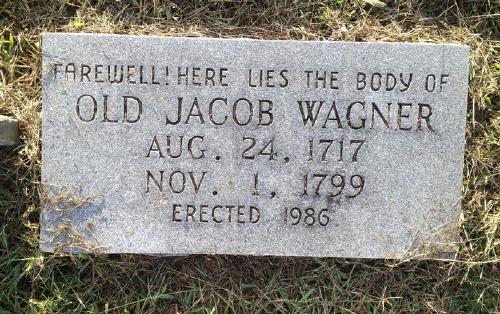 FAREWELL! HERE LIES THE BODY OF
OLD JACOB WAGNER
AUG. 24, 1717
NOV. 1, 1799
ERECTED 1986